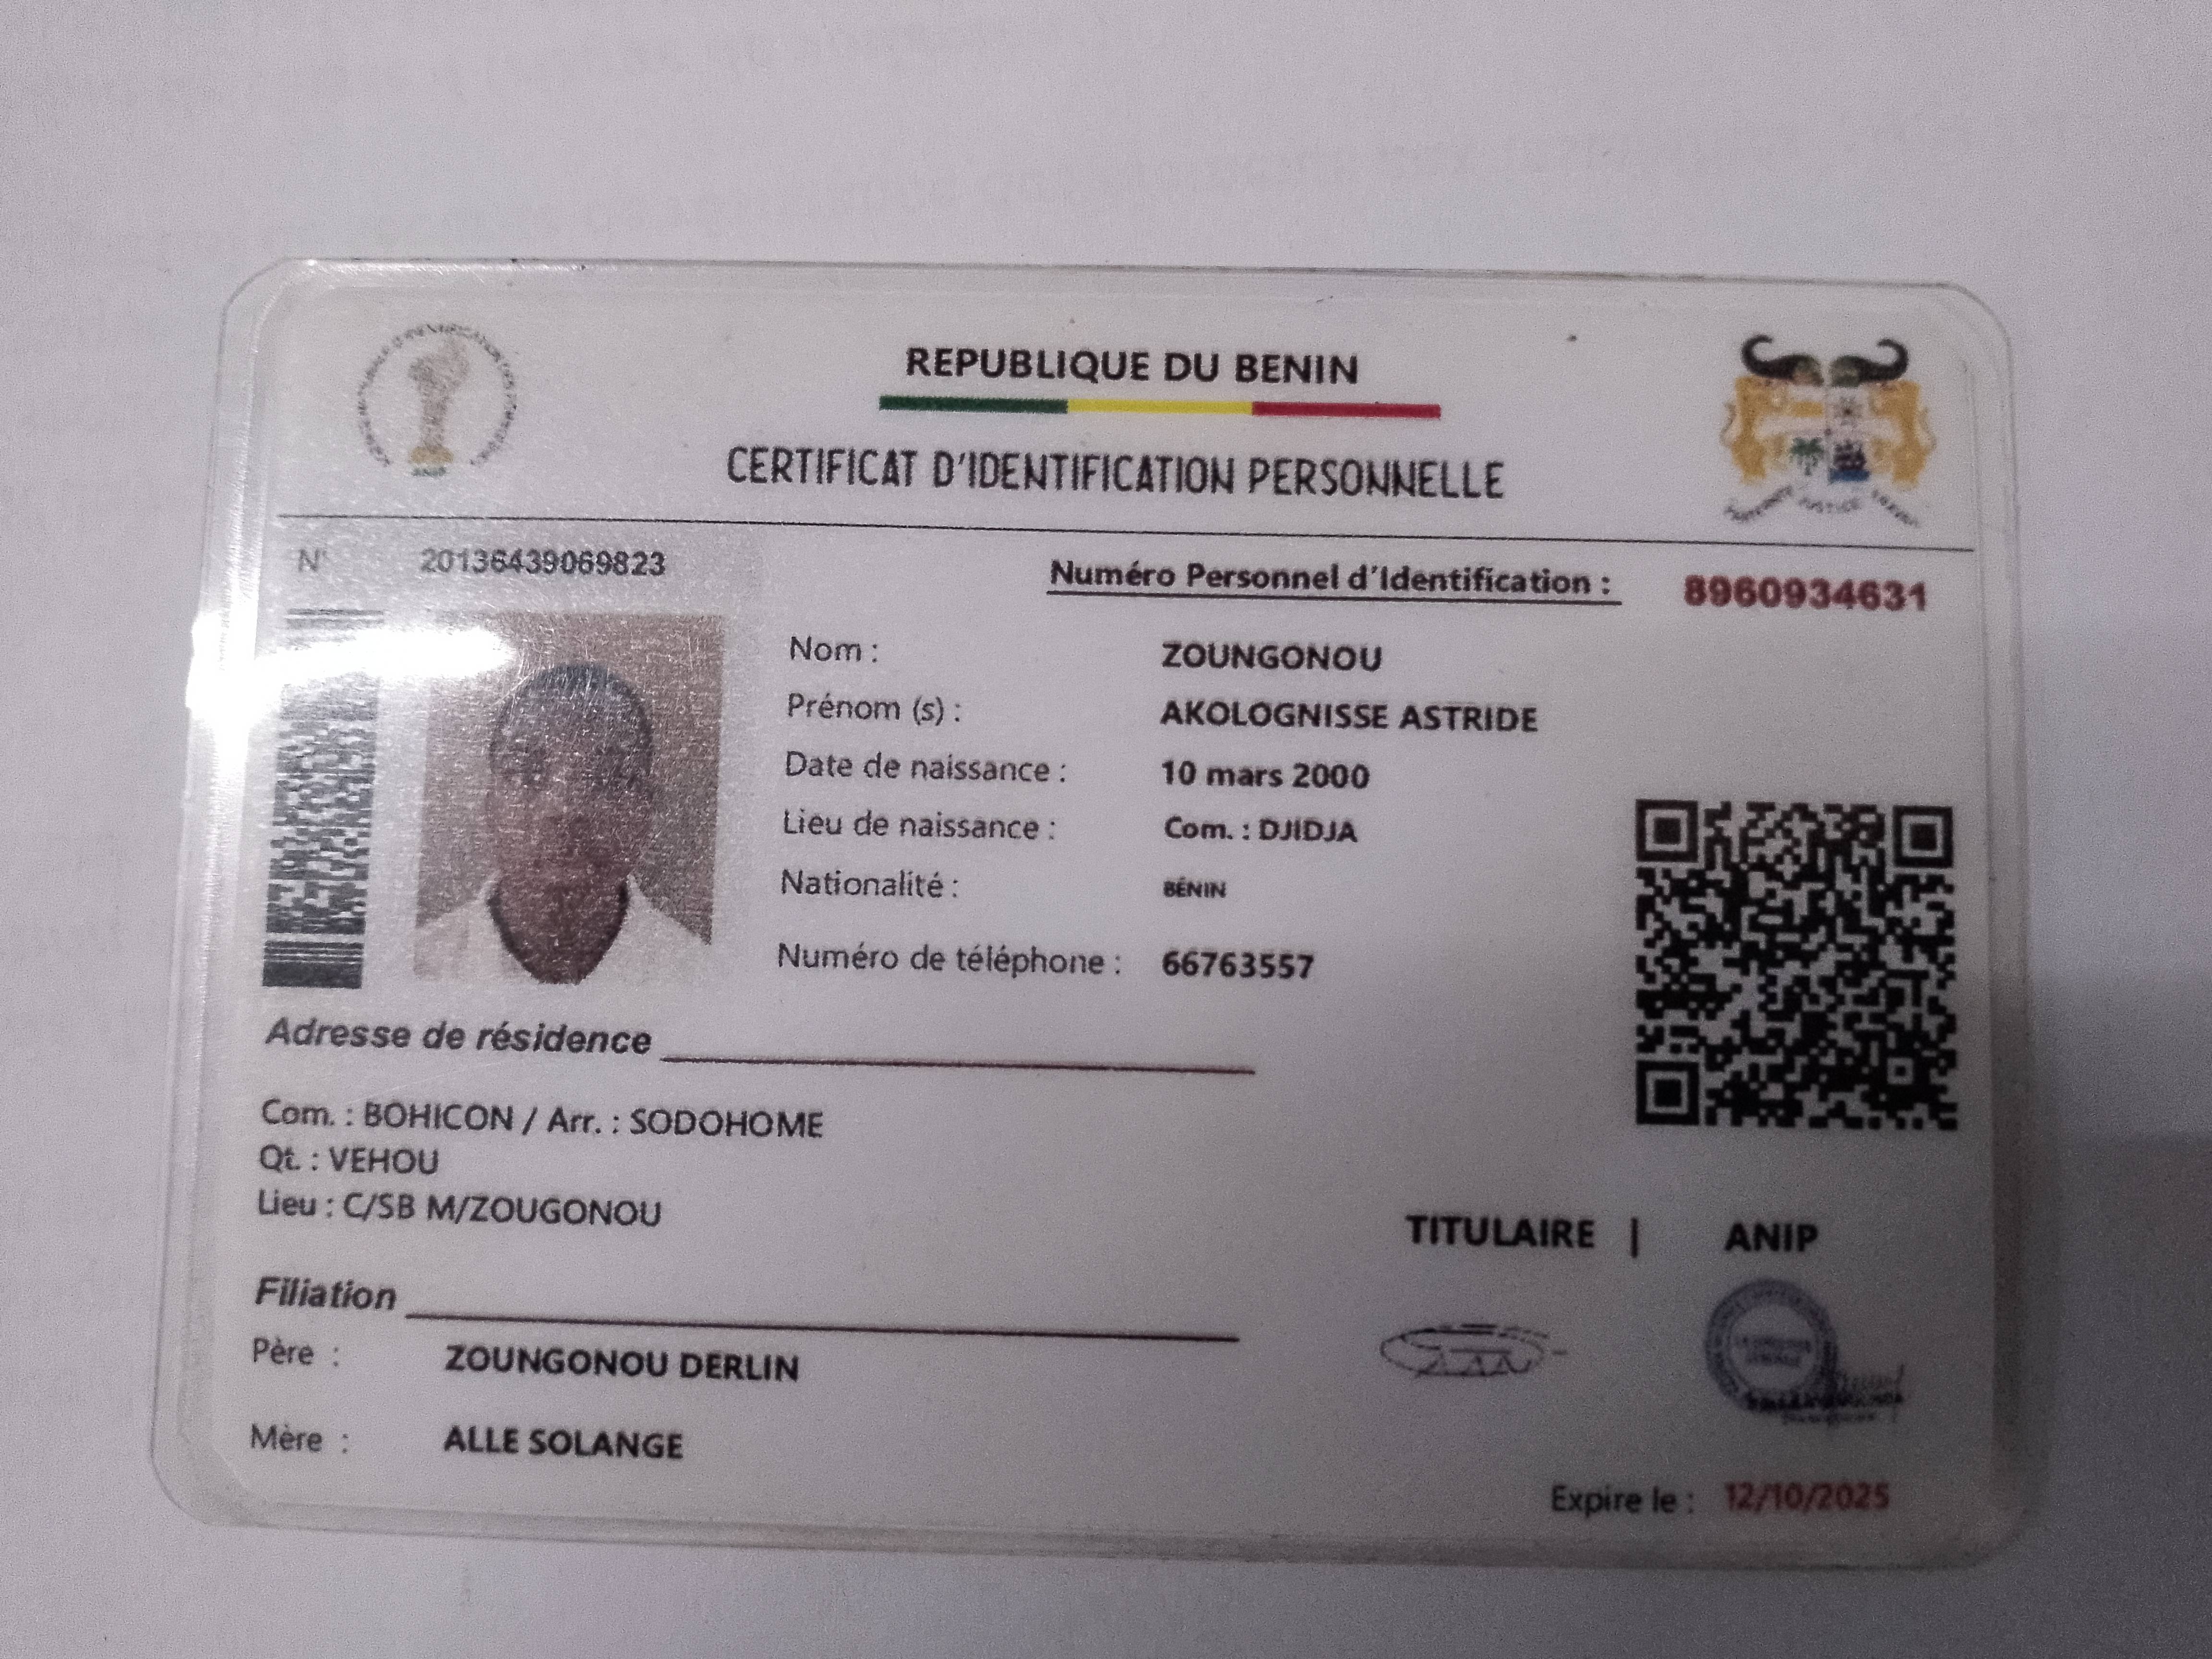 REPUBLIQUE DU BENIN
CERTIFICAT D'IDENTIFICATION PERSONNELLE
JUSTICE
N° 20136439069823
Numéro Personnel d'Identification : 8960934631
Nom : ZOUNGONOU
Prénom (s) : AKOLOGNISSE ASTRIDE
Date de naissance : 10 mars 2000
Lieu de naissance : Com. : DJIDJA
Nationalité : BÉNIN
Numéro de téléphone : 66763557
Adresse de résidence
Com. : BOHICON / Arr. : SODOHOME
Qt. : VEHOU
Lieu : C/SB M/ZOUGONOU
TITULAIRE | ANIP
Filiation
Père : ZOUNGONOU DERLIN
Mère : ALLE SOLANGE
Expire le : 12/10/2025